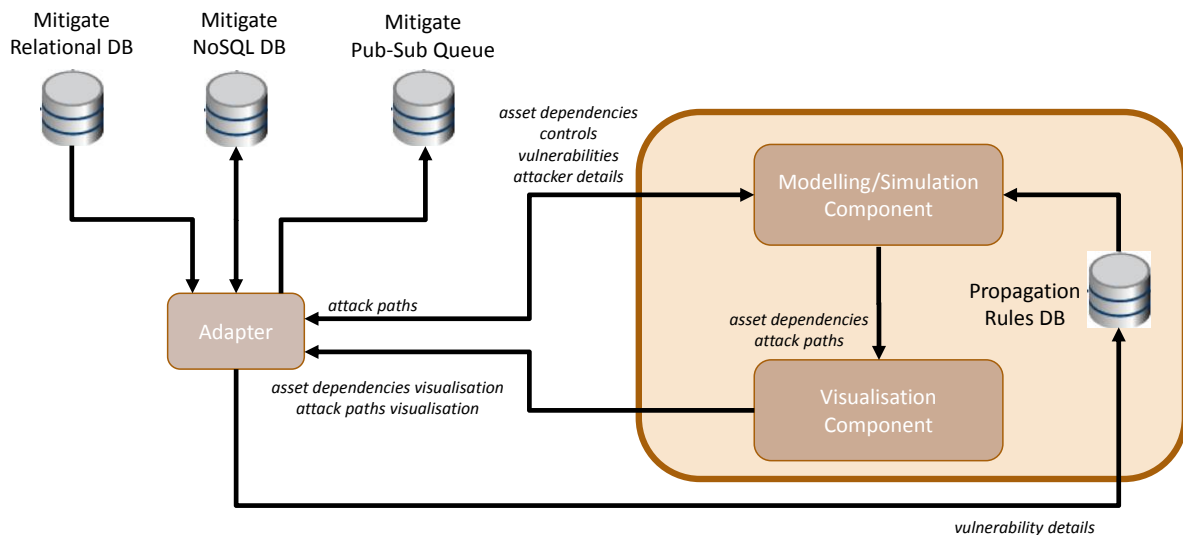 Mitigate
Relational DB
Mitigate
NoSQL DB
Mitigate
Pub-Sub Queue
asset dependencies
controls
vulnerabilities
attacker details
Modelling/Simulation
Component
Propagation
Rules DB
attack paths
Adapter
asset dependencies
attack paths
asset dependencies visualisation
attack paths visualisation
Visualisation
Component
vulnerability details